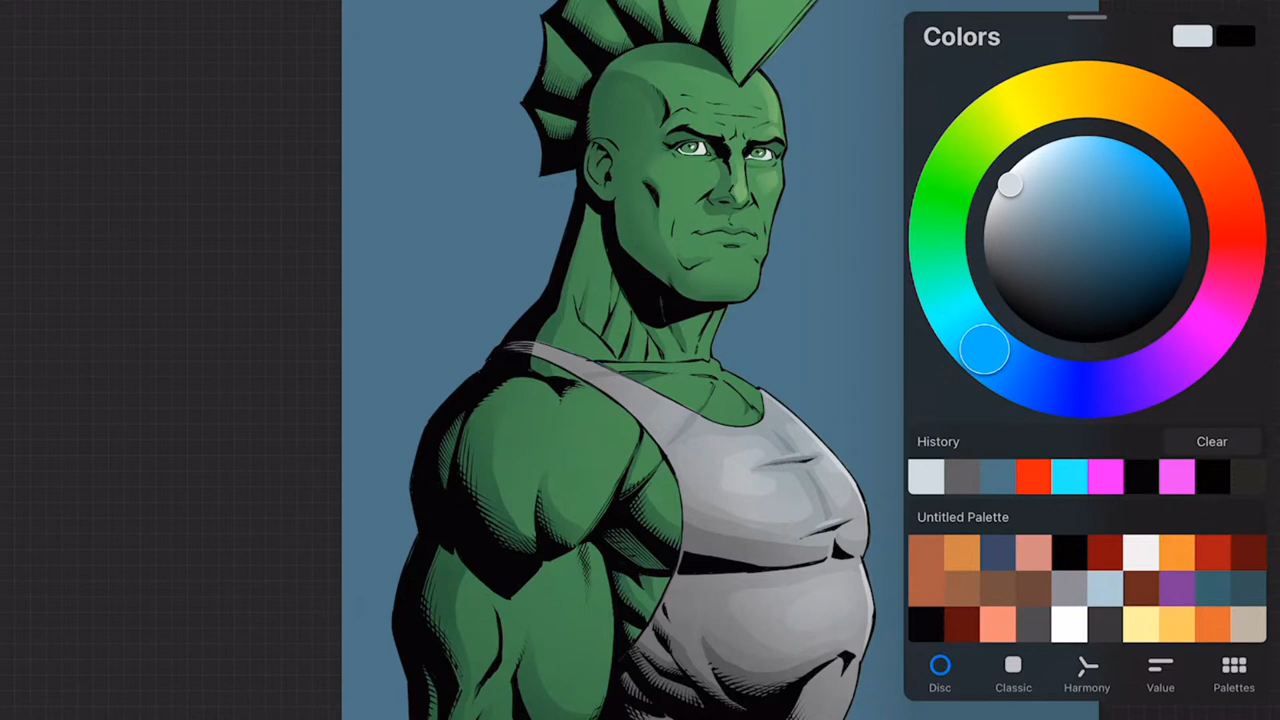 Colors
History
Clear
Untitled Palette
Disc
Classic
Harmony
Value
Palettes